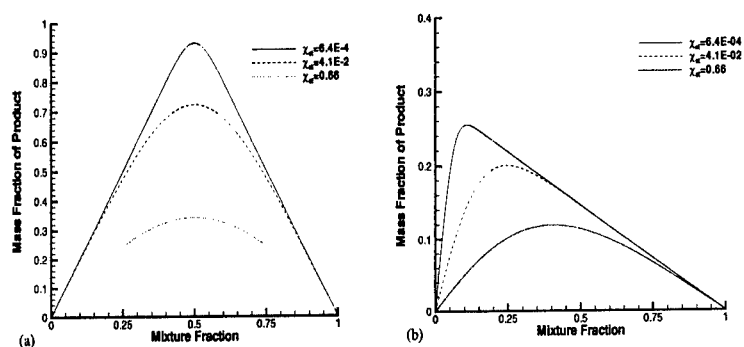 1
0.9
0.8
0.7
0.6
0.5
0.4
0.3
0.2
0.1
0
Mass Fraction of Product
χst=6.4E-4
χst=4.1E-2
χst=0.66
0
0.25
0.5
0.75
1
Mixture Fraction
(a)
0.4
0.3
0.2
0.1
0
Mass Fraction of Product
χst=6.4E-04
χst=4.1E-02
χst=0.66
0
0.25
0.5
0.75
1
Mixture Fraction
(b)